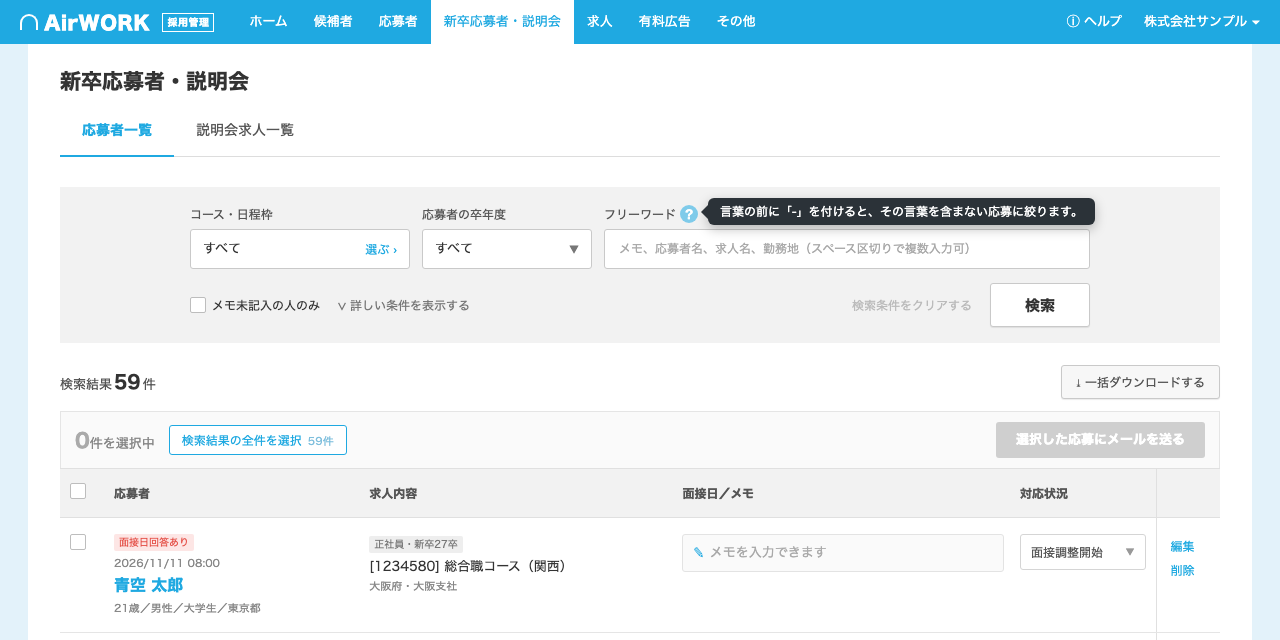 AirWORK 採用管理 ホーム 候補者 応募者 新卒応募者・説明会 求人 有料広告 その他 ヘルプ 株式会社サンプル
新卒応募者・説明会
応募者一覧 説明会求人一覧
コース・日程枠 応募者の卒年度 フリーワード ? 言葉の前に「-」を付けると、その言葉を含まない応募に絞ります。
すべて 選ぶ › すべて ▼ メモ、応募者名、求人名、勤務地（スペース区切りで複数入力可）
メモ未記入の人のみ ∨ 詳しい条件を表示する 検索条件をクリアする 検索
検索結果 59 件 ↓ 一括ダウンロードする
0件を選択中 検索結果の全件を選択 59件 選択した応募にメールを送る
応募者 求人内容 面接日／メモ 対応状況
面接日回答あり
2026/11/11 08:00
青空 太郎
21歳／男性／大学生／東京都
正社員・新卒27卒
[1234580] 総合職コース（関西）
大阪府・大阪支社
メモを入力できます
面接調整開始 ▼
編集
削除